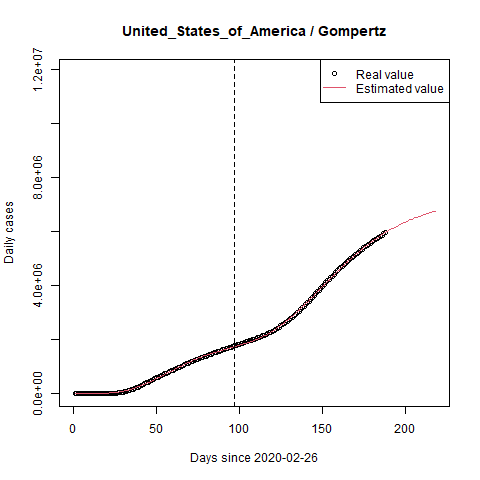 United_States_of_America / Gompertz
Real value
Estimated value
Daily cases
1.2e+07
8.0e+06
4.0e+06
0.0e+00
0 50 100 150 200
Days since 2020-02-26